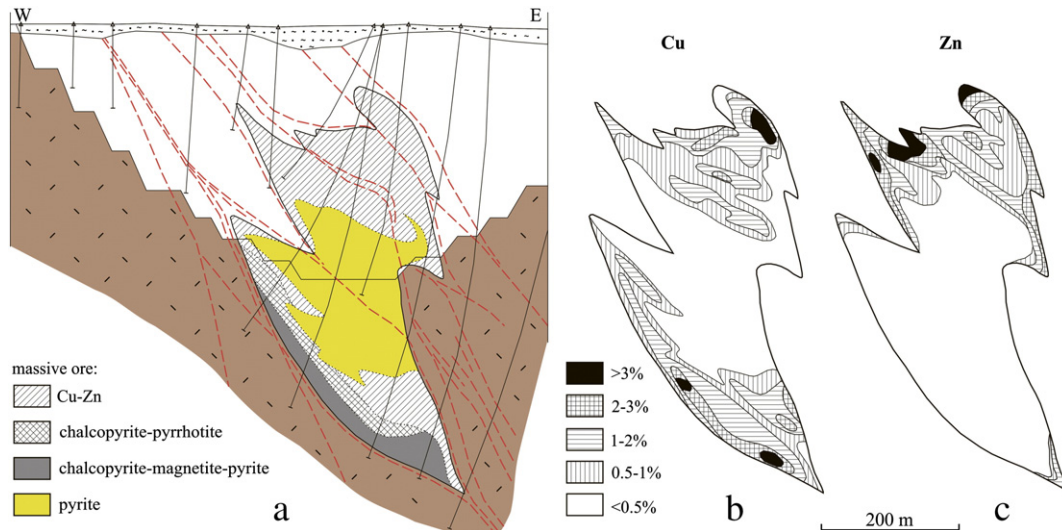 W
E
Cu
Zn
massive ore:
Cu-Zn
chalcopyrite-pyrrhotite
chalcopyrite-magnetite-pyrite
pyrite
a
>3%
2-3%
1-2%
0.5-1%
<0.5%
b
c
200 m